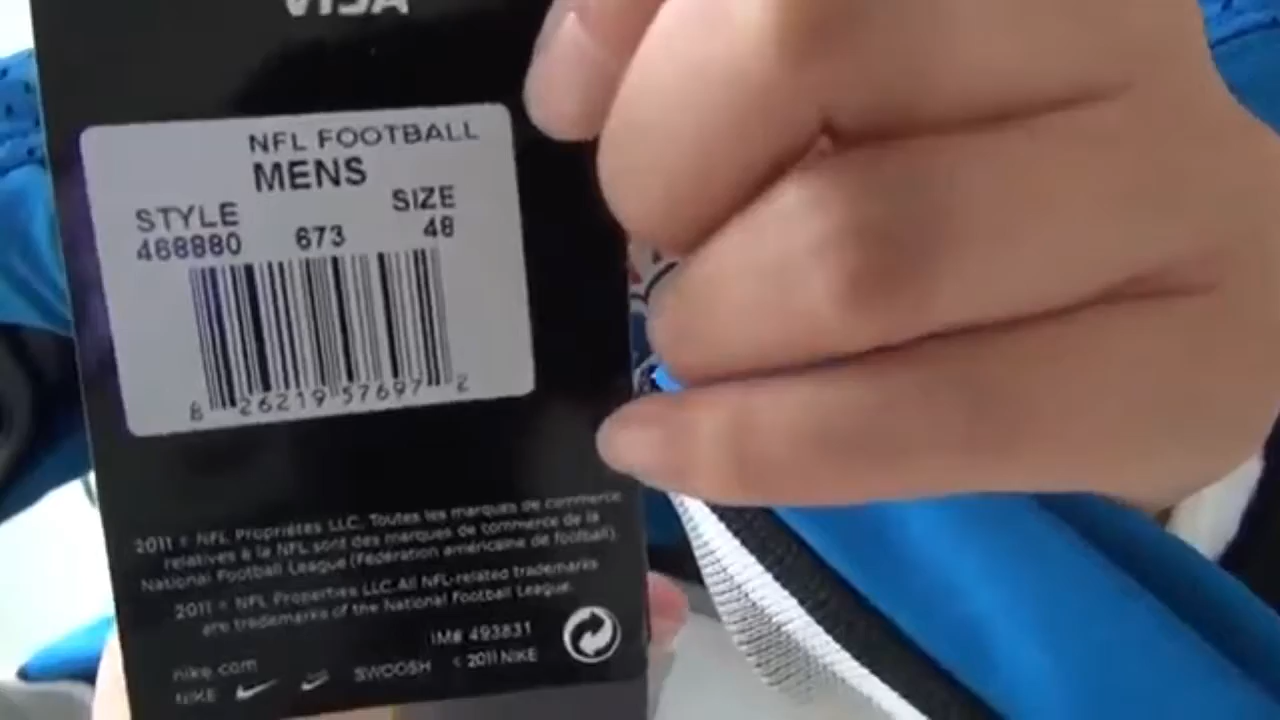 VISA
NFL FOOTBALL
MENS
STYLE SIZE
468880 673 48
8 26219 57697 2
2011 © NFL Propriétés LLC. Toutes les marques de commerce
relatives à la NFL sont des marques de commerce de la
National Football League (Fédération américaine de football).
2011 © NFL Properties LLC. All NFL-related trademarks
are trademarks of the National Football League.
IM# 493831
nike.com
NIKE SWOOSH © 2011 NIKE